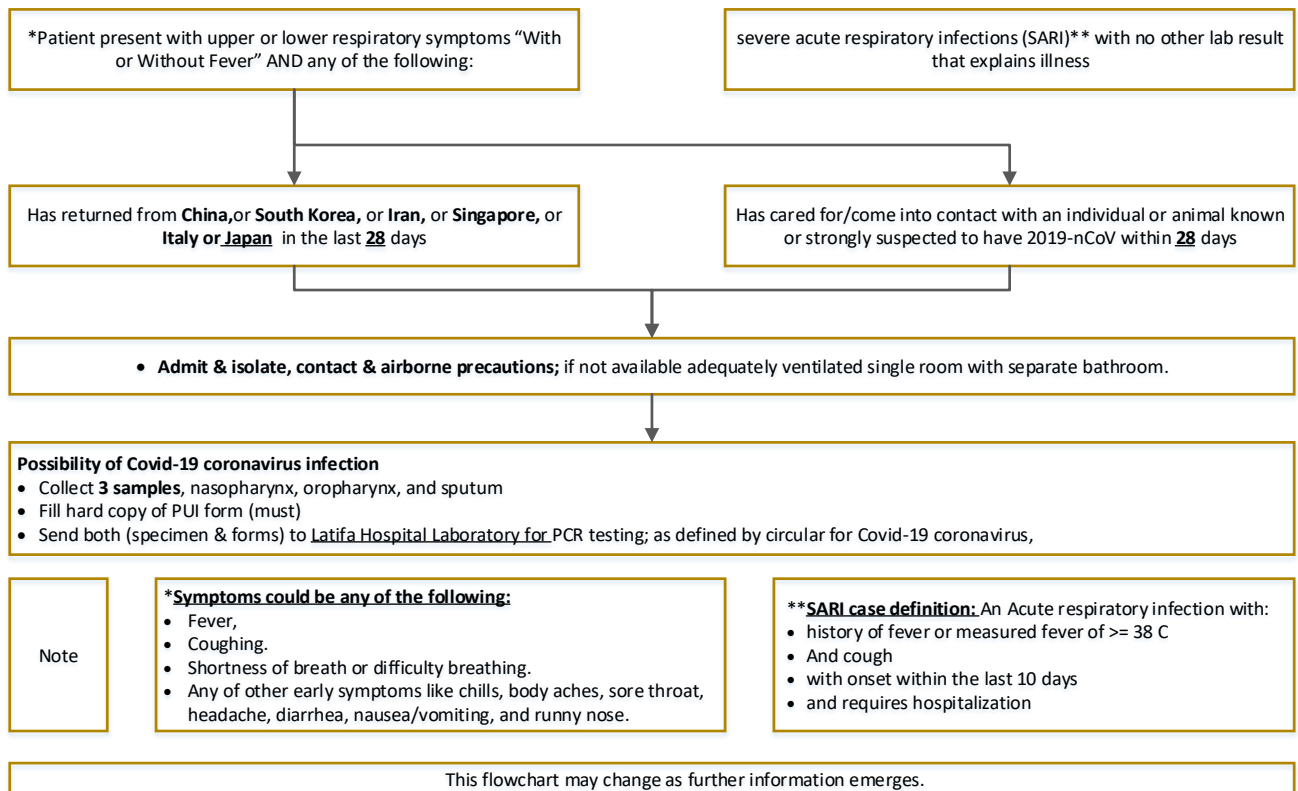 *Patient present with upper or lower respiratory symptoms “With
or Without Fever” AND any of the following:
severe acute respiratory infections (SARI)** with no other lab result
that explains illness
Has returned from China,or South Korea, or Iran, or Singapore, or
Italy or Japan in the last 28 days
Has cared for/come into contact with an individual or animal known
or strongly suspected to have 2019-nCoV within 28 days
• Admit & isolate, contact & airborne precautions; if not available adequately ventilated single room with separate bathroom.
Possibility of Covid-19 coronavirus infection
• Collect 3 samples, nasopharynx, oropharynx, and sputum
• Fill hard copy of PUI form (must)
• Send both (specimen & forms) to Latifa Hospital Laboratory for PCR testing; as defined by circular for Covid-19 coronavirus,
Note
*Symptoms could be any of the following:
• Fever,
• Coughing.
• Shortness of breath or difficulty breathing.
• Any of other early symptoms like chills, body aches, sore throat,
headache, diarrhea, nausea/vomiting, and runny nose.
**SARI case definition: An Acute respiratory infection with:
• history of fever or measured fever of >= 38 C
• And cough
• with onset within the last 10 days
• and requires hospitalization
This flowchart may change as further information emerges.